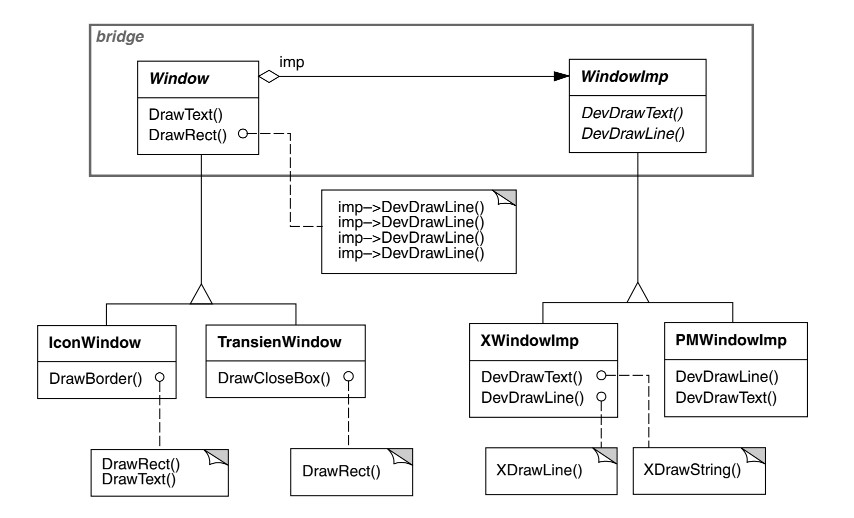 bridge
imp
Window
WindowImp
DrawText()
DrawRect()
DevDrawText()
DevDrawLine()
imp–>DevDrawLine()
imp–>DevDrawLine()
imp–>DevDrawLine()
imp–>DevDrawLine()
IconWindow
DrawBorder()
TransienWindow
DrawCloseBox()
XWindowImp
DevDrawText()
DevDrawLine()
PMWindowImp
DevDrawLine()
DevDrawText()
DrawRect()
DrawText()
DrawRect()
XDrawLine()
XDrawString()